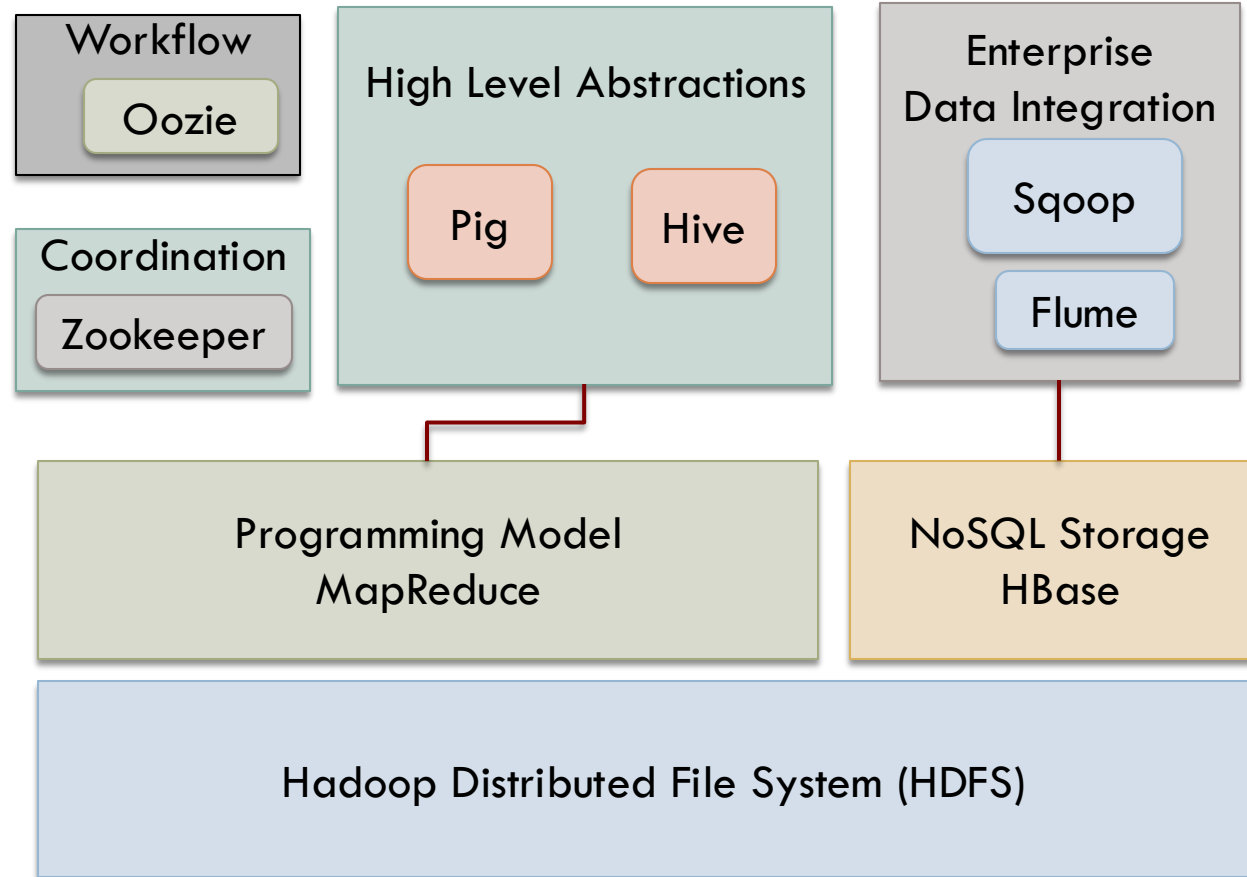 Workflow
Oozie
Coordination
Zookeeper
High Level Abstractions
Pig
Hive
Enterprise
Data Integration
Sqoop
Flume
Programming Model
MapReduce
NoSQL Storage
HBase
Hadoop Distributed File System (HDFS)